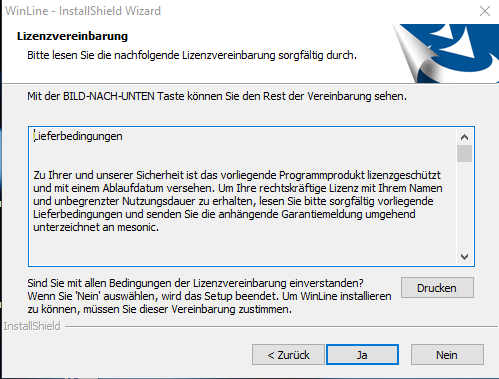 WinLine - InstallShield Wizard
Lizenzvereinbarung
Bitte lesen Sie die nachfolgende Lizenzvereinbarung sorgfältig durch.
Mit der BILD-NACH-UNTEN Taste können Sie den Rest der Vereinbarung sehen.
Lieferbedingungen
Zu Ihrer und unserer Sicherheit ist das vorliegende Programmprodukt lizenzgeschützt
und mit einem Ablaufdatum versehen. Um Ihre rechtskräftige Lizenz mit Ihrem Namen
und unbegrenzter Nutzungsdauer zu erhalten, lesen Sie bitte sorgfältig vorliegende
Lieferbedingungen und senden Sie die anhängende Garantiemeldung umgehend
unterzeichnet an mesonic.
Sind Sie mit allen Bedingungen der Lizenzvereinbarung einverstanden?
Wenn Sie 'Nein' auswählen, wird das Setup beendet. Um WinLine installieren
zu können, müssen Sie dieser Vereinbarung zustimmen.
Drucken
InstallShield
< Zurück
Ja
Nein